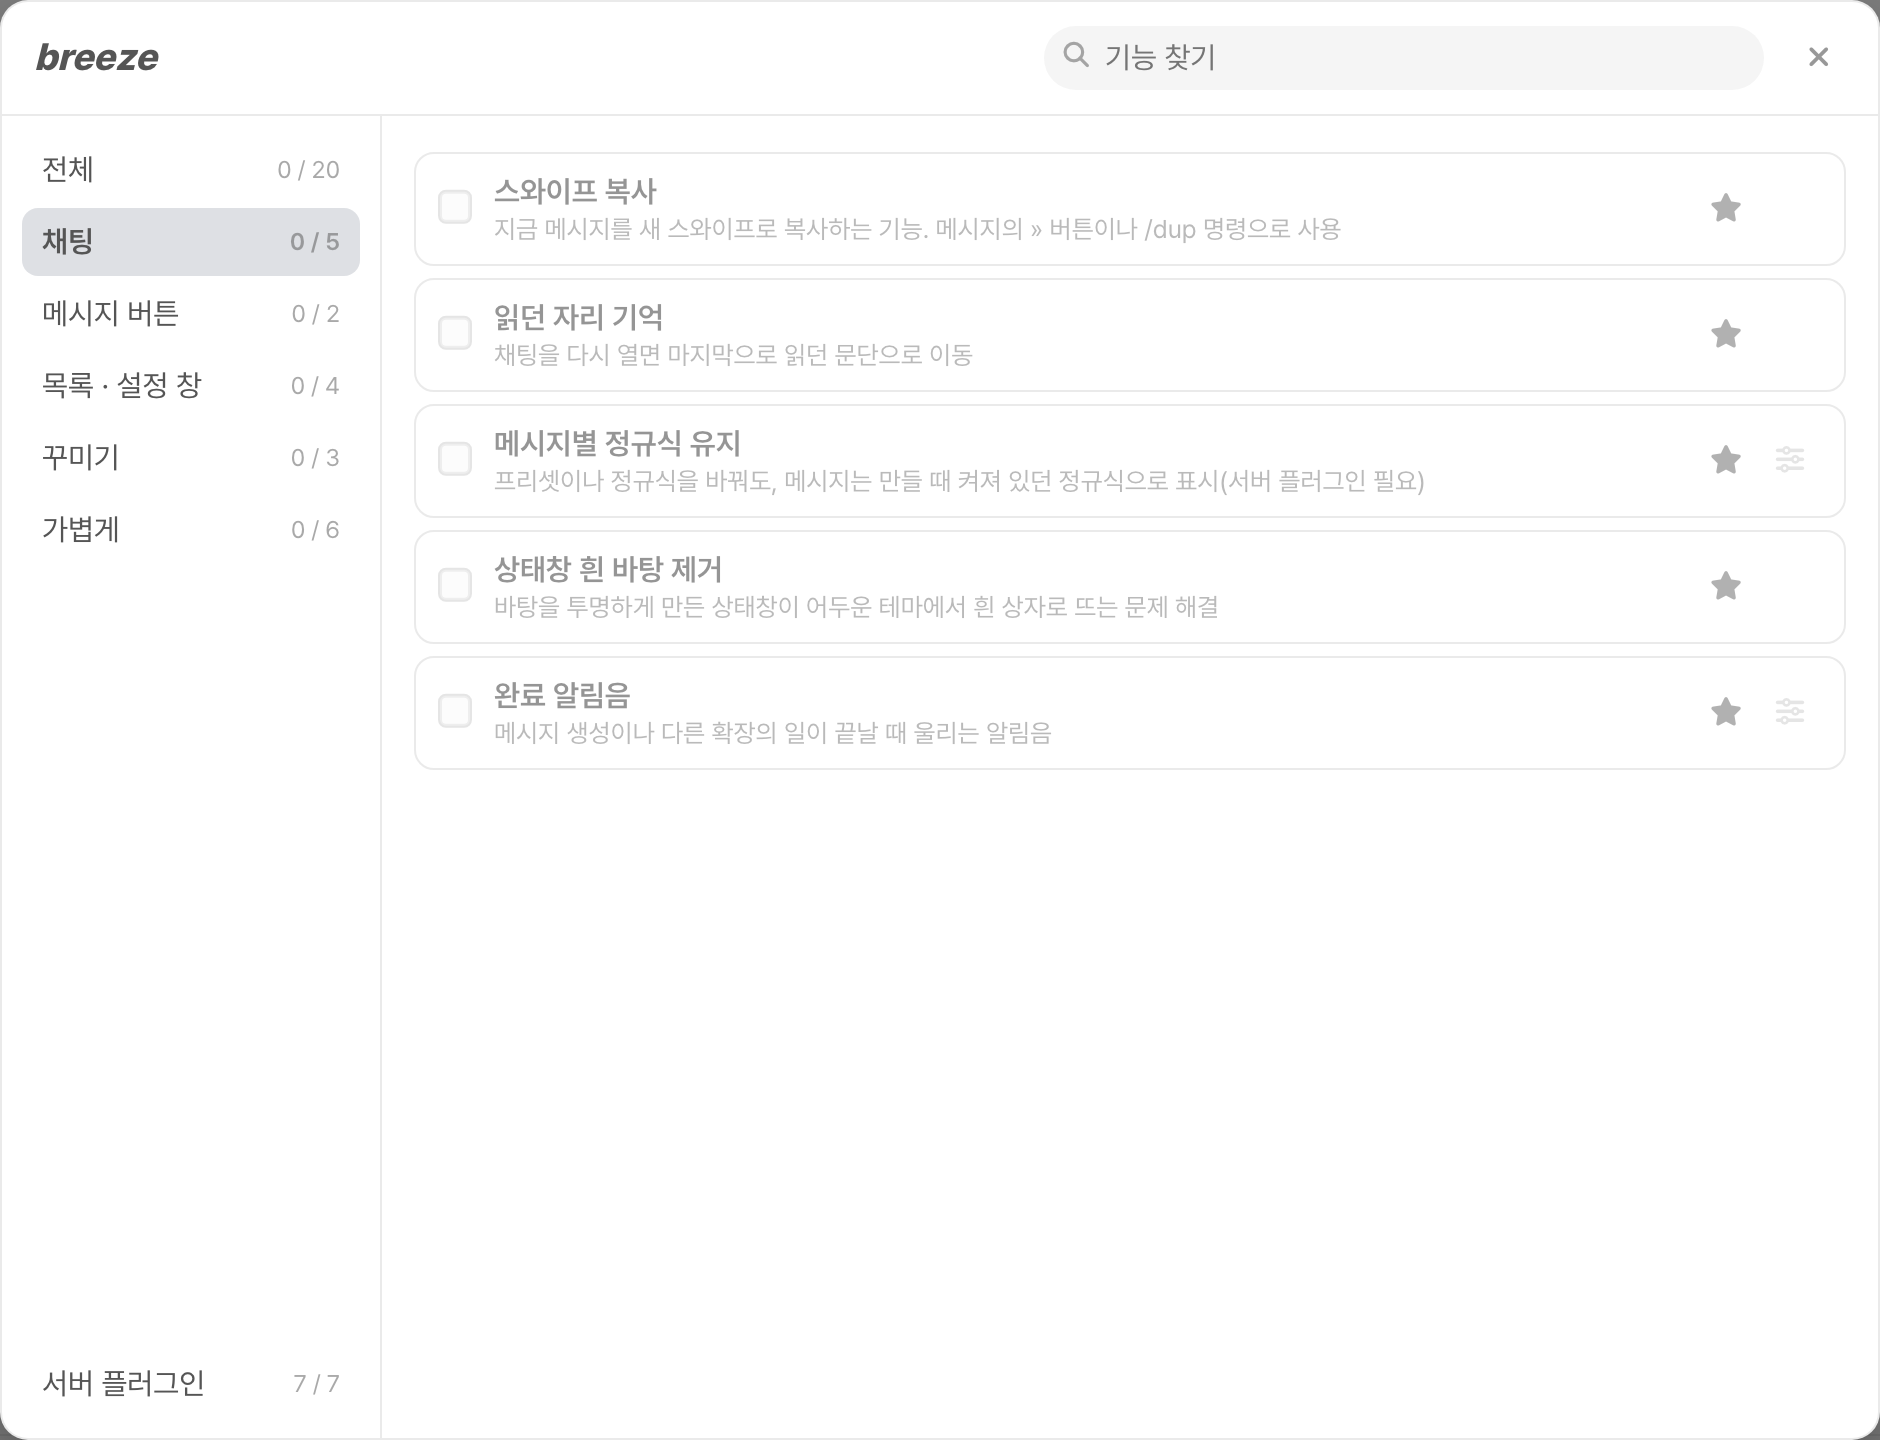 breeze
기능 찾기
전체 0 / 20
채팅 0 / 5
메시지 버튼 0 / 2
목록 · 설정 창 0 / 4
꾸미기 0 / 3
가볍게 0 / 6
서버 플러그인 7 / 7
스와이프 복사
지금 메시지를 새 스와이프로 복사하는 기능. 메시지의 » 버튼이나 /dup 명령으로 사용
읽던 자리 기억
채팅을 다시 열면 마지막으로 읽던 문단으로 이동
메시지별 정규식 유지
프리셋이나 정규식을 바꿔도, 메시지는 만들 때 켜져 있던 정규식으로 표시(서버 플러그인 필요)
상태창 흰 바탕 제거
바탕을 투명하게 만든 상태창이 어두운 테마에서 흰 상자로 뜨는 문제 해결
완료 알림음
메시지 생성이나 다른 확장의 일이 끝날 때 울리는 알림음